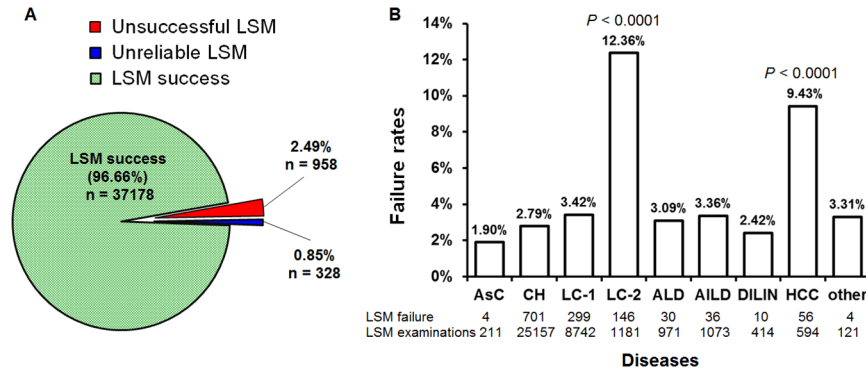 A
Unsuccessful LSM
Unreliable LSM
LSM success
LSM success
(96.66%)
n = 37178
2.49%
n = 958
0.85%
n = 328
B
P < 0.0001
P < 0.0001
Failure rates
14%
12%
10%
8%
6%
4%
2%
0%
1.90%
2.79%
3.42%
12.36%
3.09%
3.36%
2.42%
9.43%
3.31%
AsC CH LC-1 LC-2 ALD AILD DILIN HCC other
LSM failure 4 701 299 146 30 36 10 56 4
LSM examinations 211 25157 8742 1181 971 1073 414 594 121
Diseases